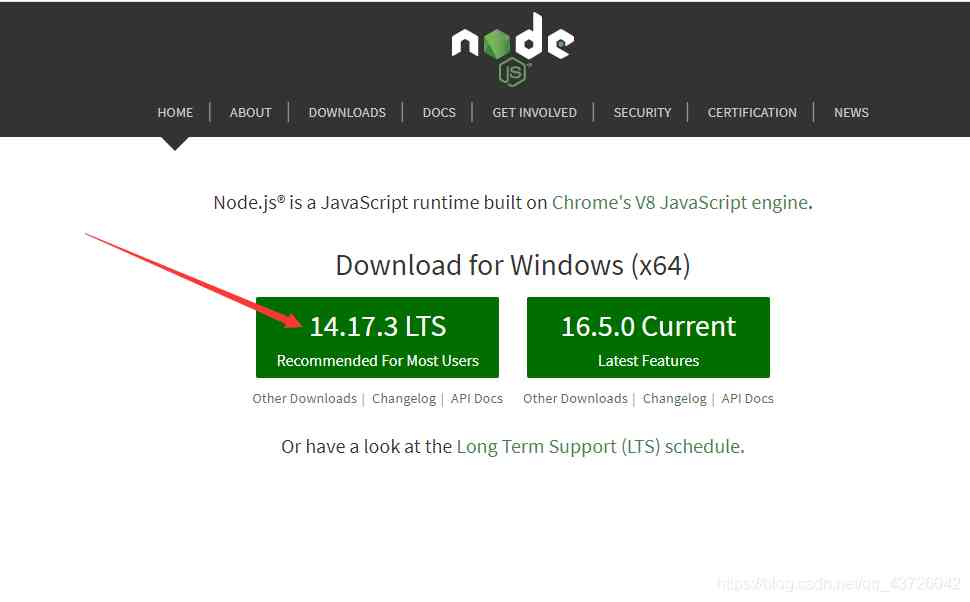 node
JS
HOME | ABOUT | DOWNLOADS | DOCS | GET INVOLVED | SECURITY | CERTIFICATION | NEWS
Node.js® is a JavaScript runtime built on Chrome's V8 JavaScript engine.
Download for Windows (x64)
14.17.3 LTS
Recommended For Most Users
Other Downloads | Changelog | API Docs
16.5.0 Current
Latest Features
Other Downloads | Changelog | API Docs
Or have a look at the Long Term Support (LTS) schedule.
https://blog.csdn.net/qq_43726042